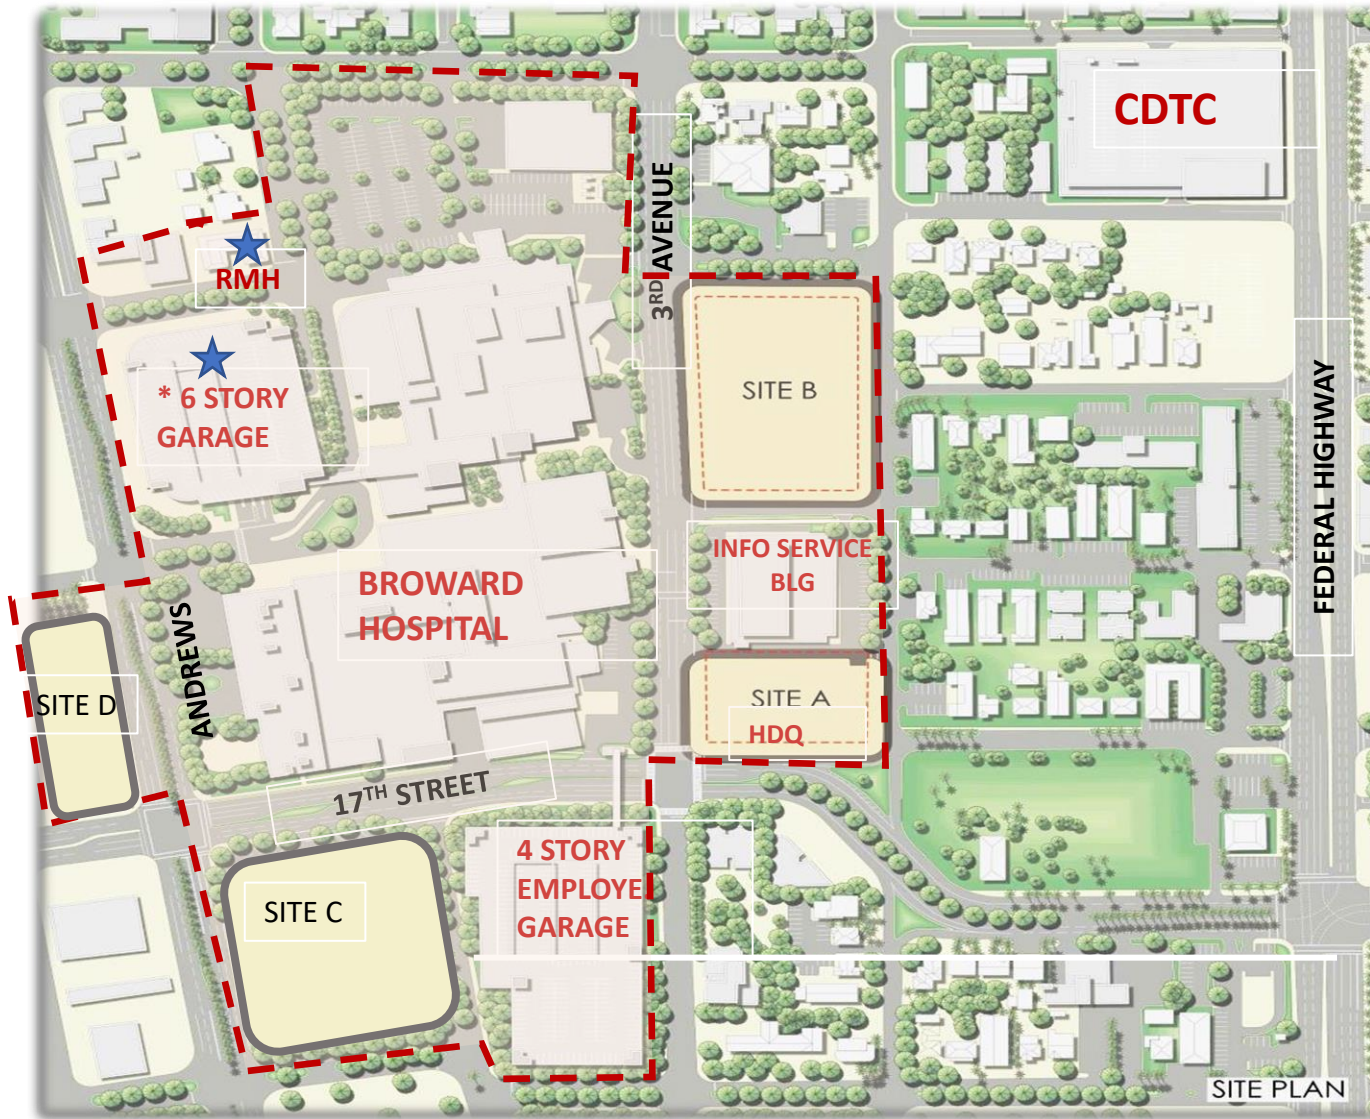 CDTC
3RD AVENUE
RMH
* 6 STORY
GARAGE
SITE B
FEDERAL HIGHWAY
INFO SERVICE
BLG
BROWARD
HOSPITAL
ANDREWS
SITE D
SITE A
HDQ
17TH STREET
4 STORY
EMPLOYE
GARAGE
SITE C
SITE PLAN